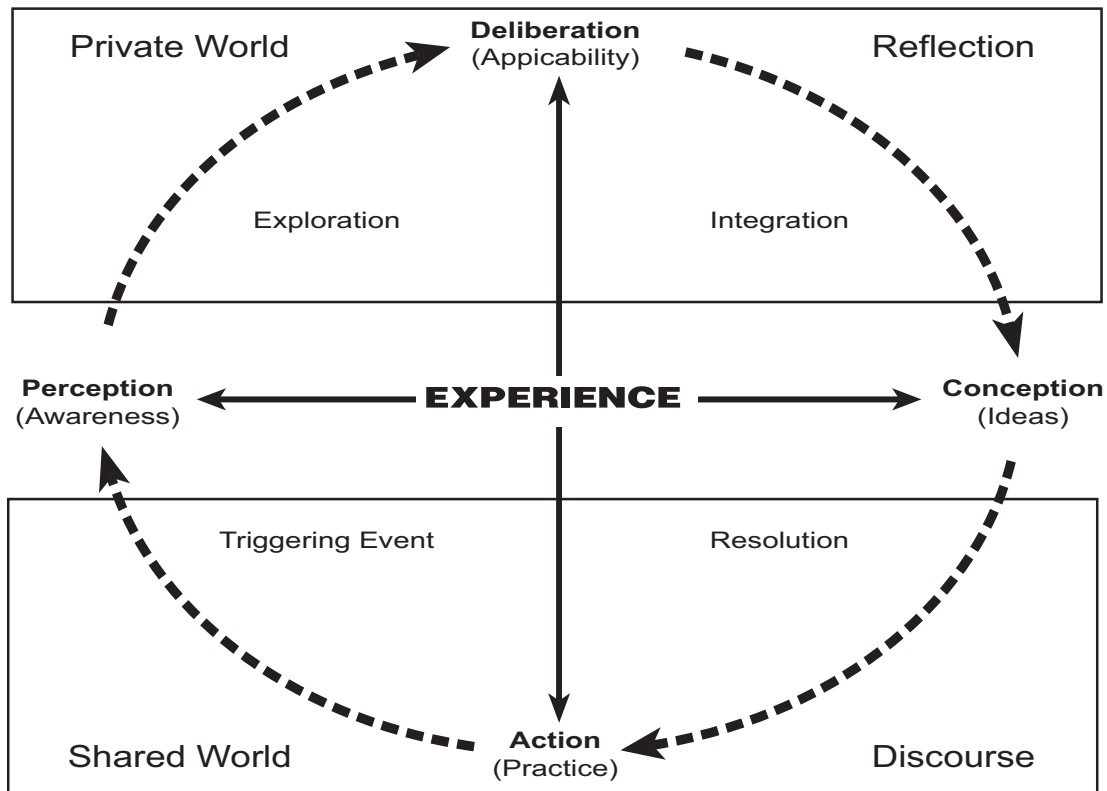 Private World
Deliberation
(Appicability)
Reflection
Exploration
Integration
Perception
(Awareness)
EXPERIENCE
Conception
(Ideas)
Triggering Event
Resolution
Shared World
Action
(Practice)
Discourse